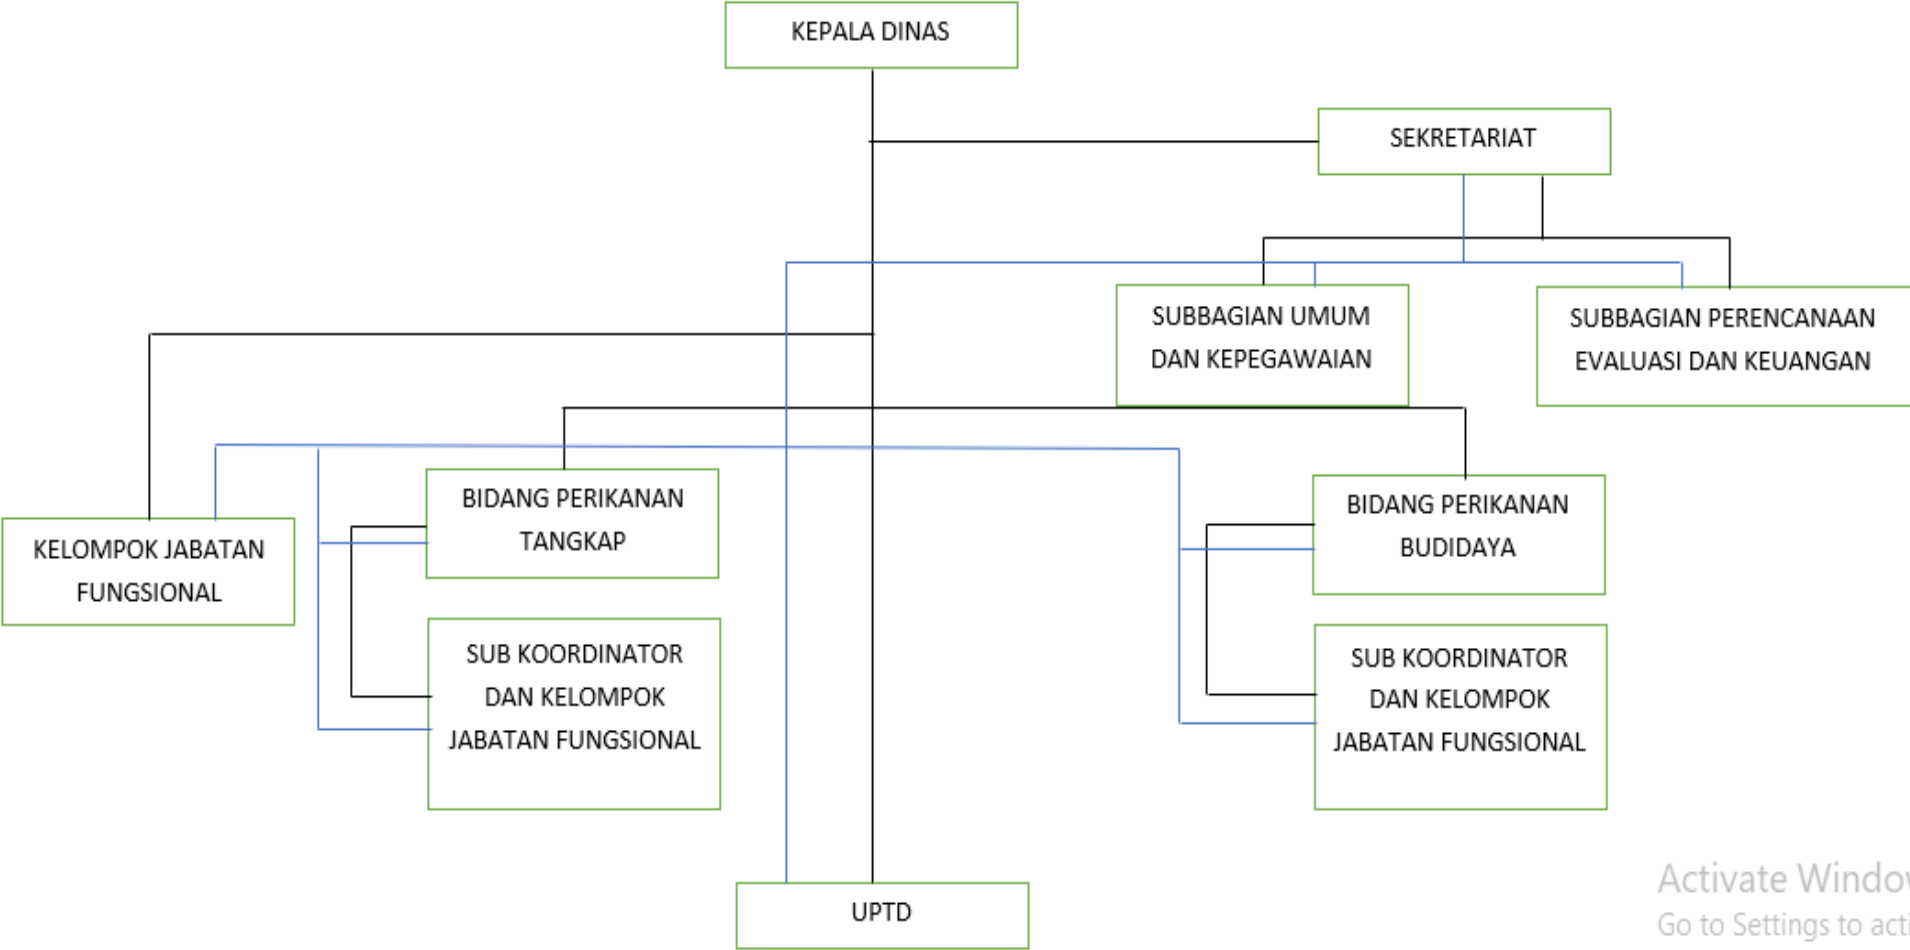 KEPALA DINAS
SEKRETARIAT
SUBBAGIAN UMUM
DAN KEPEGAWAIAN
SUBBAGIAN PERENCANAAN
EVALUASI DAN KEUANGAN
KELOMPOK JABATAN
FUNGSIONAL
BIDANG PERIKANAN
TANGKAP
SUB KOORDINATOR
DAN KELOMPOK
JABATAN FUNGSIONAL
BIDANG PERIKANAN
BUDIDAYA
SUB KOORDINATOR
DAN KELOMPOK
JABATAN FUNGSIONAL
UPTD
Activate Window
Go to Settings to acti